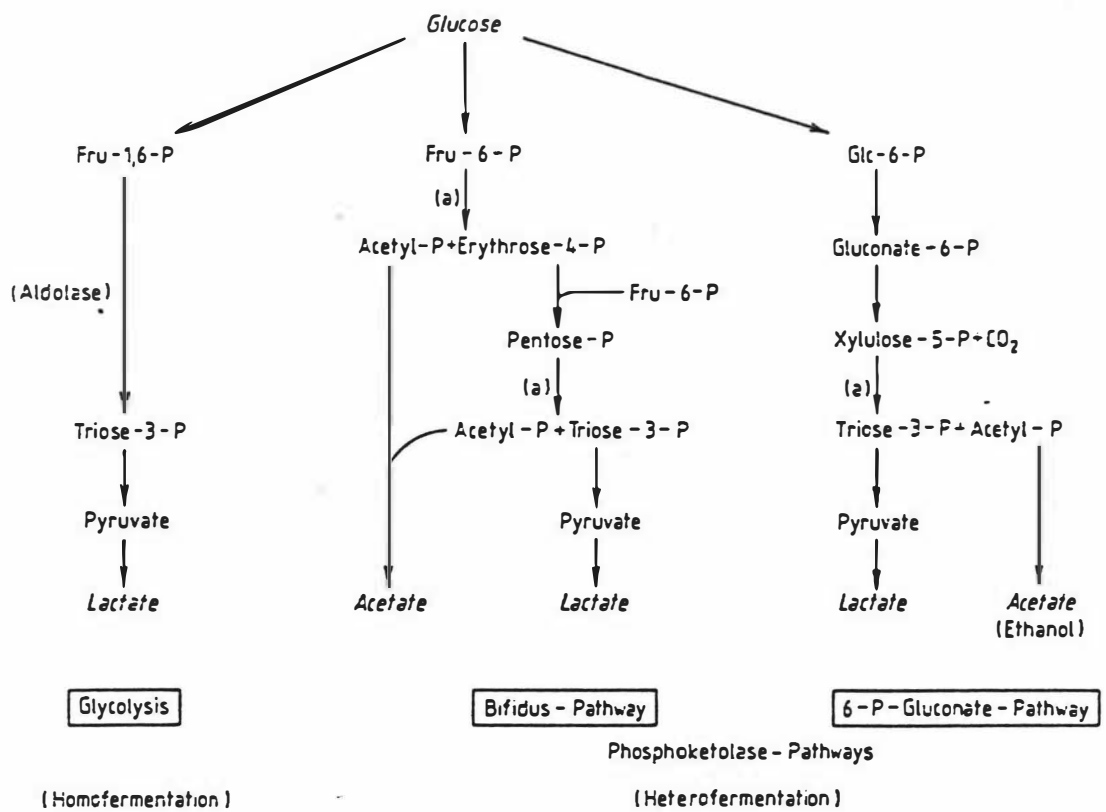 Glucose
Fru-1,6-P Fru-6-P Glc-6-P
(a)
Acetyl-P+Erythrose-4-P Gluconate-6-P
(Aldolase) Fru-6-P
Pentose-P Xylulose-5-P+CO₂
(a) (a)
Triose-3-P Acetyl-P+Triose-3-P Triose-3-P+Acetyl-P
Pyruvate Pyruvate Pyruvate
Lactate Acetate Lactate Lactate Acetate
(Ethanol)
Glycolysis Bifidus-Pathway 6-P-Gluconate-Pathway
Phosphoketolase-Pathways
(Homofermentation) (Heterofermentation)